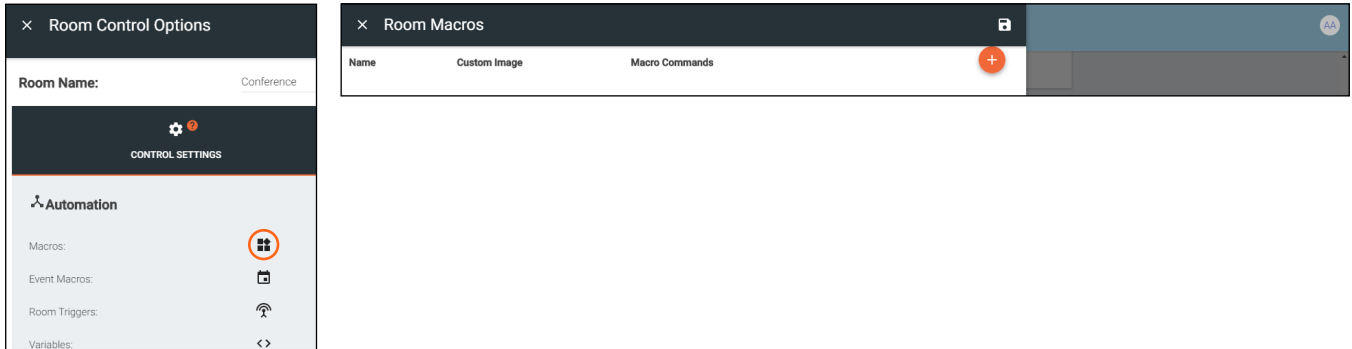 × Room Control Options
Room Name: Conference
?
CONTROL SETTINGS
Automation
Macros:
Event Macros:
Room Triggers:
Variables:
× Room Macros
AA
Name Custom Image Macro Commands +